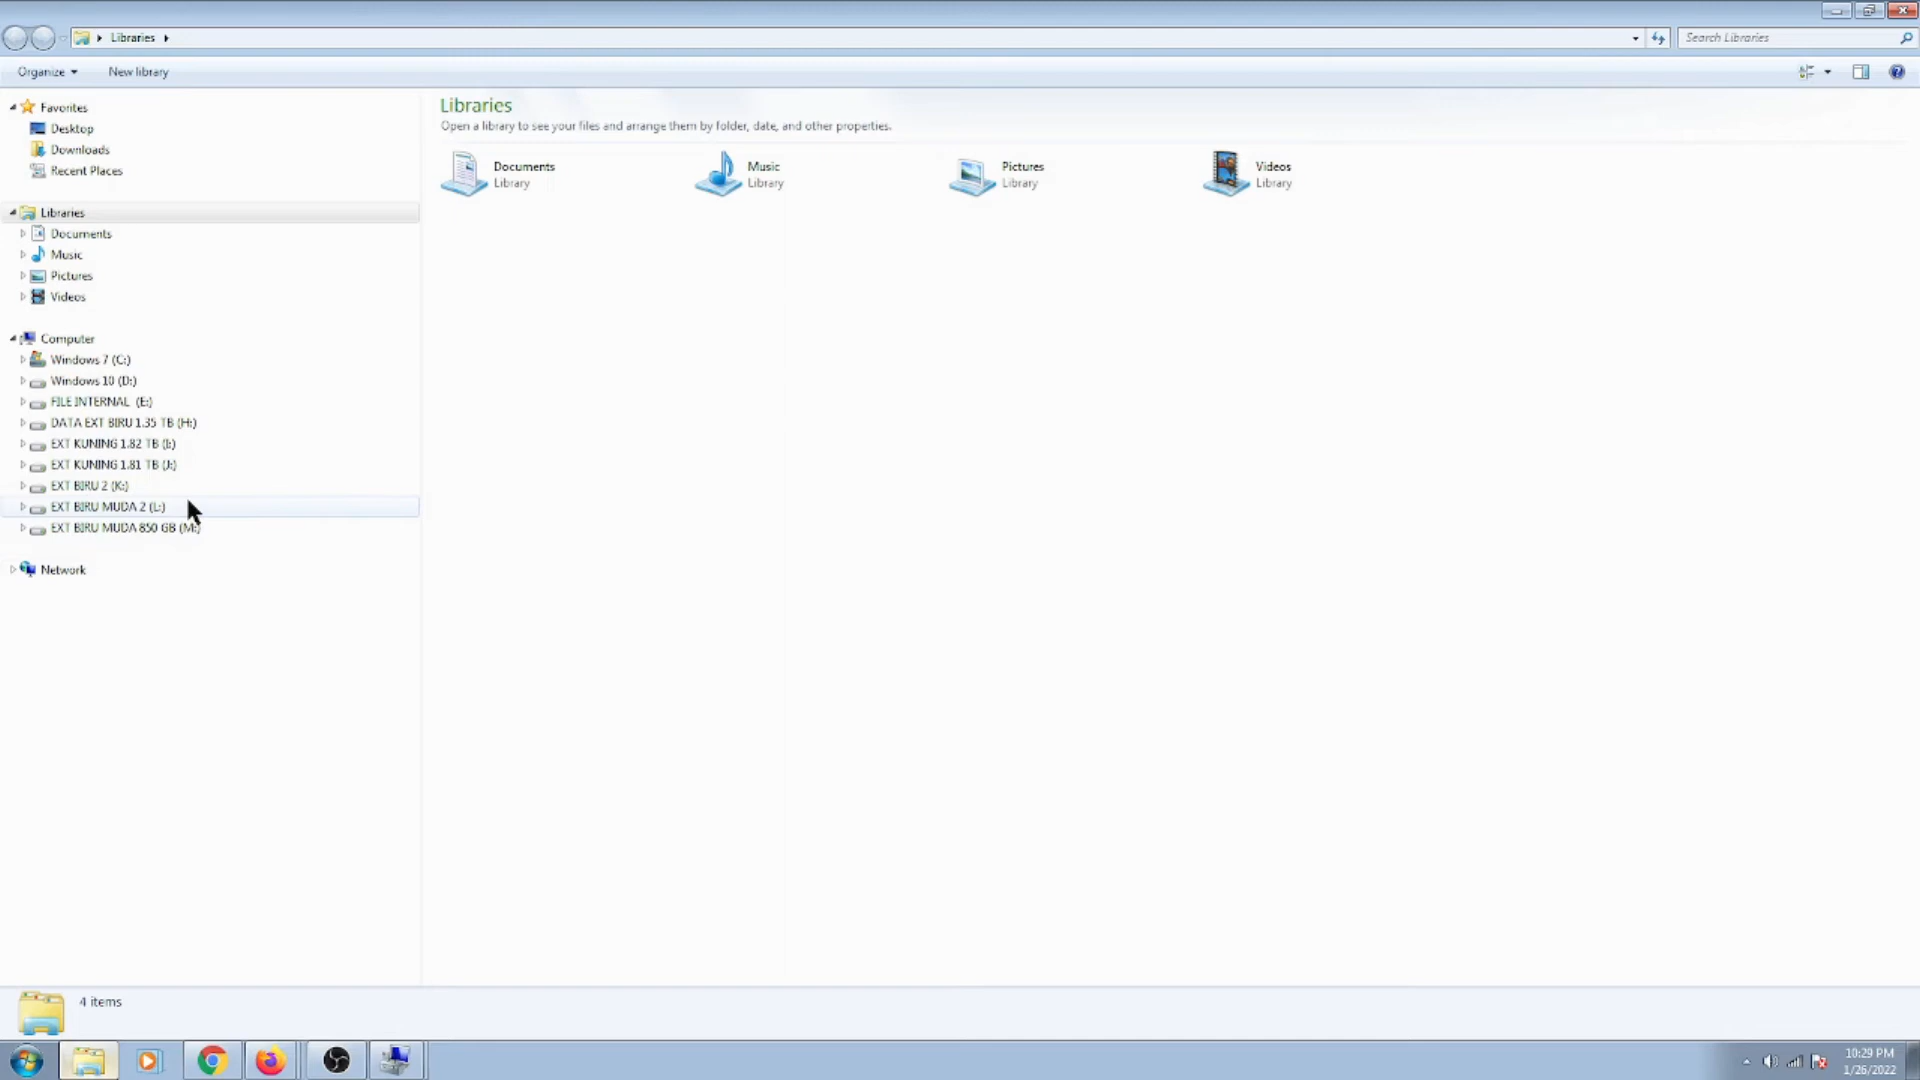 Libraries
Search Libraries
Organize
New library
Favorites
Desktop
Downloads
Recent Places
Libraries
Documents
Music
Pictures
Videos
Computer
Windows 7 (C:)
Windows 10 (D:)
FILE INTERNAL (E:)
DATA EXT BIRU 1.35 TB (H:)
EXT KUNING 1.82 TB (I:)
EXT KUNING 1.81 TB (J:)
EXT BIRU 2 (K:)
EXT BIRU MUDA 2 (L:)
EXT BIRU MUDA 850 GB (M:)
Network
Libraries
Open a library to see your files and arrange them by folder, date, and other properties.
Documents
Library
Music
Library
Pictures
Library
Videos
Library
4 items
10:29 PM
1/26/2022